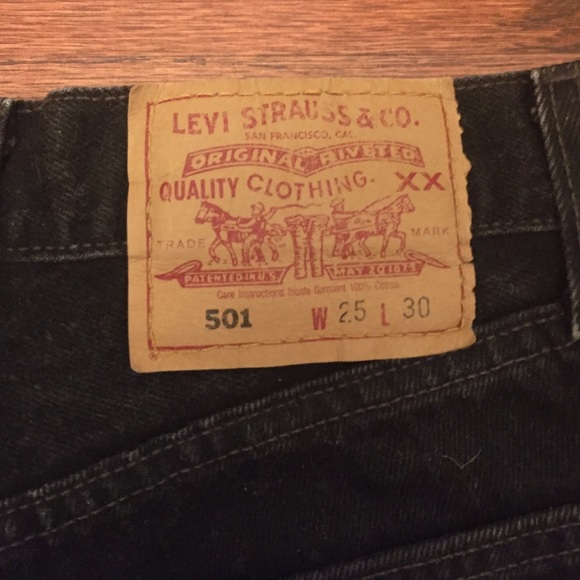 LEVI STRAUSS & CO.
SAN FRANCISCO, CAL.
ORIGINAL RIVETED
QUALITY CLOTHING. XX
TRADE MARK
PATENTED IN U.S. MAY 20 1873
Care Instructions Inside Garment 100% Cotton
501 W 25 L 30